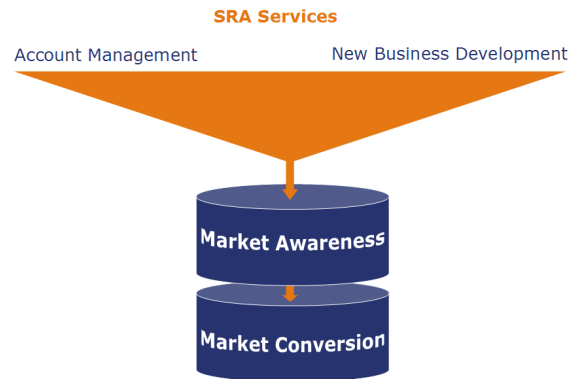 SRA Services
Account Management
New Business Development
Market Awareness
Market Conversion